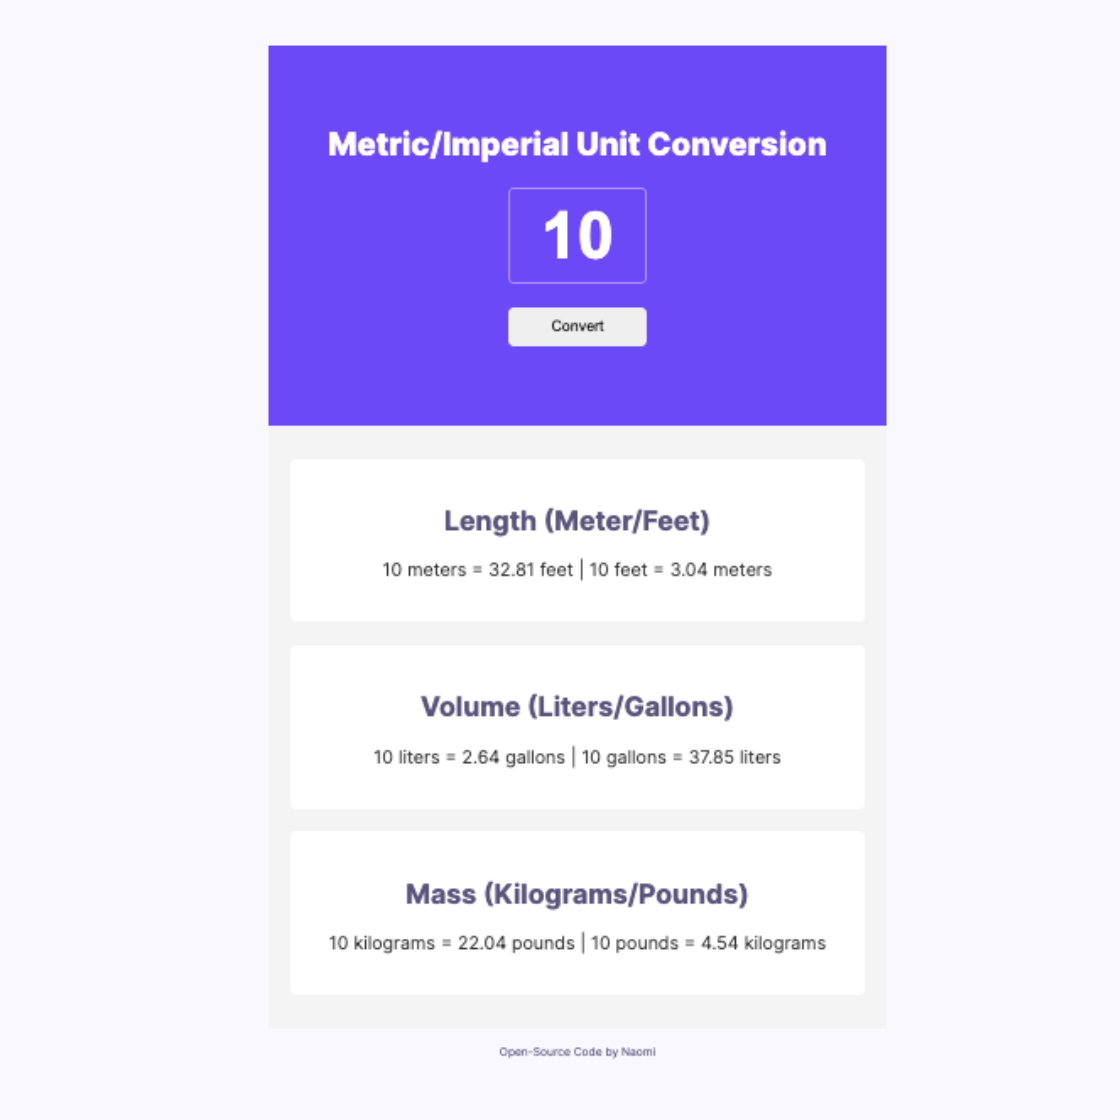 Metric/Imperial Unit Conversion
10
Convert
Length (Meter/Feet)
10 meters = 32.81 feet | 10 feet = 3.04 meters
Volume (Liters/Gallons)
10 liters = 2.64 gallons | 10 gallons = 37.85 liters
Mass (Kilograms/Pounds)
10 kilograms = 22.04 pounds | 10 pounds = 4.54 kilograms
Open-Source Code by Naomi